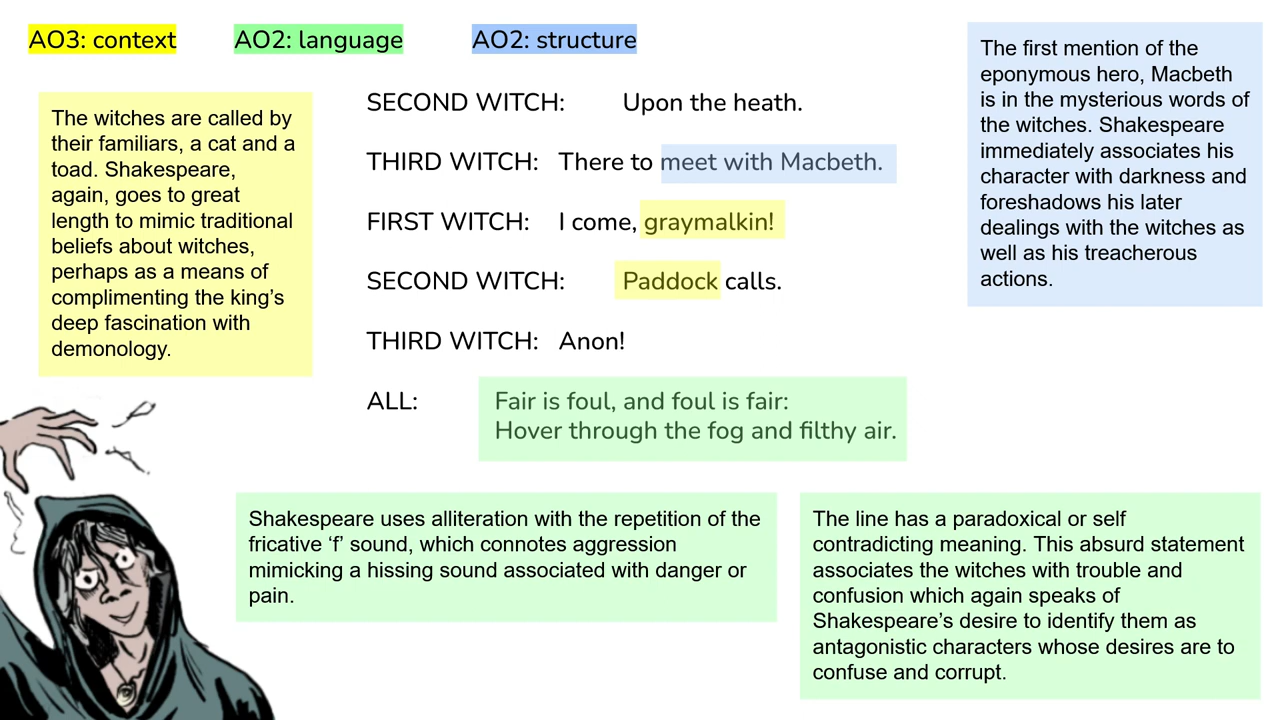 AO3: context
AO2: language
AO2: structure
The witches are called by
their familiars, a cat and a
toad. Shakespeare,
again, goes to great
length to mimic traditional
beliefs about witches,
perhaps as a means of
complimenting the king’s
deep fascination with
demonology.
SECOND WITCH: Upon the heath.
THIRD WITCH: There to meet with Macbeth.
FIRST WITCH: I come, graymalkin!
SECOND WITCH: Paddock calls.
THIRD WITCH: Anon!
ALL: Fair is foul, and foul is fair:
Hover through the fog and filthy air.
The first mention of the
eponymous hero, Macbeth
is in the mysterious words of
the witches. Shakespeare
immediately associates his
character with darkness and
foreshadows his later
dealings with the witches as
well as his treacherous
actions.
Shakespeare uses alliteration with the repetition of the
fricative ‘f’ sound, which connotes aggression
mimicking a hissing sound associated with danger or
pain.
The line has a paradoxical or self
contradicting meaning. This absurd statement
associates the witches with trouble and
confusion which again speaks of
Shakespeare’s desire to identify them as
antagonistic characters whose desires are to
confuse and corrupt.